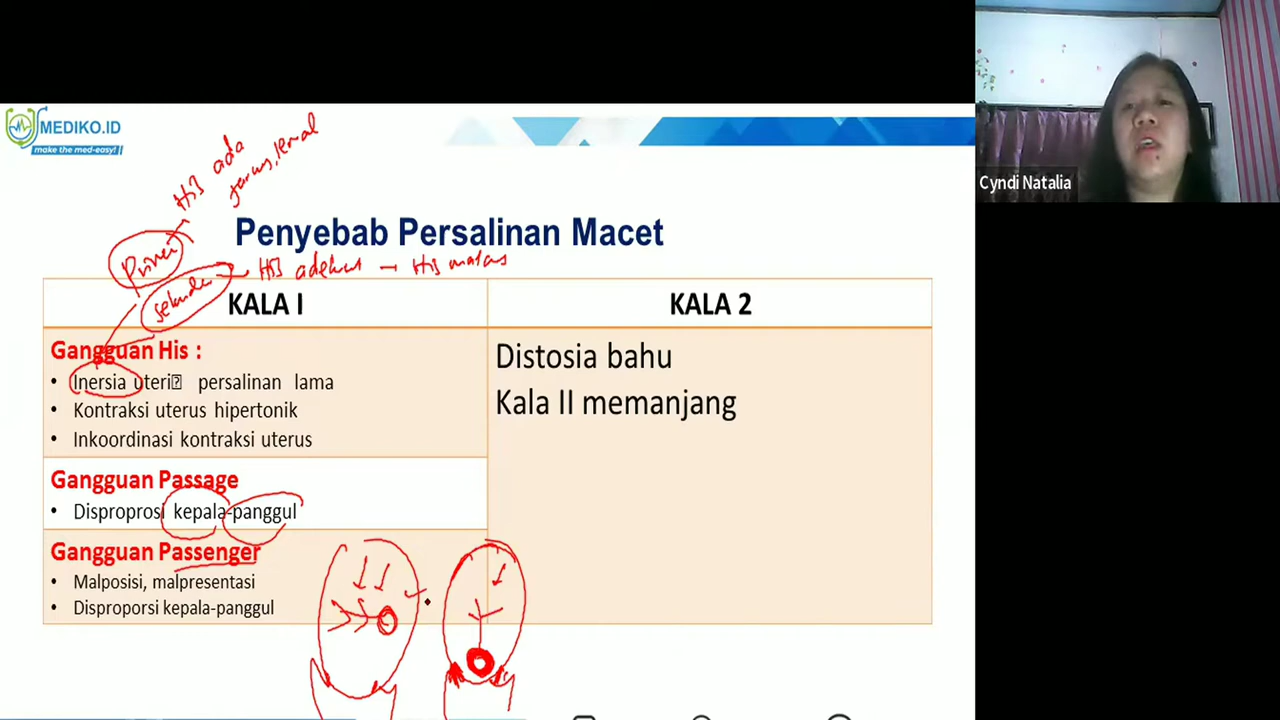 MEDIKO.ID
make the med-easy!
His ada
terus, lemah
Penyebab Persalinan Macet
Primer
sekunder
His adekuat → His malas
KALA I
KALA 2
Gangguan His :
• Inersia uteri persalinan lama
• Kontraksi uterus hipertonik
• Inkoordinasi kontraksi uterus
Distosia bahu
Kala II memanjang
Gangguan Passage
• Disproprosi kepala-panggul
Gangguan Passenger
• Malposisi, malpresentasi
• Disproporsi kepala-panggul
Cyndi Natalia